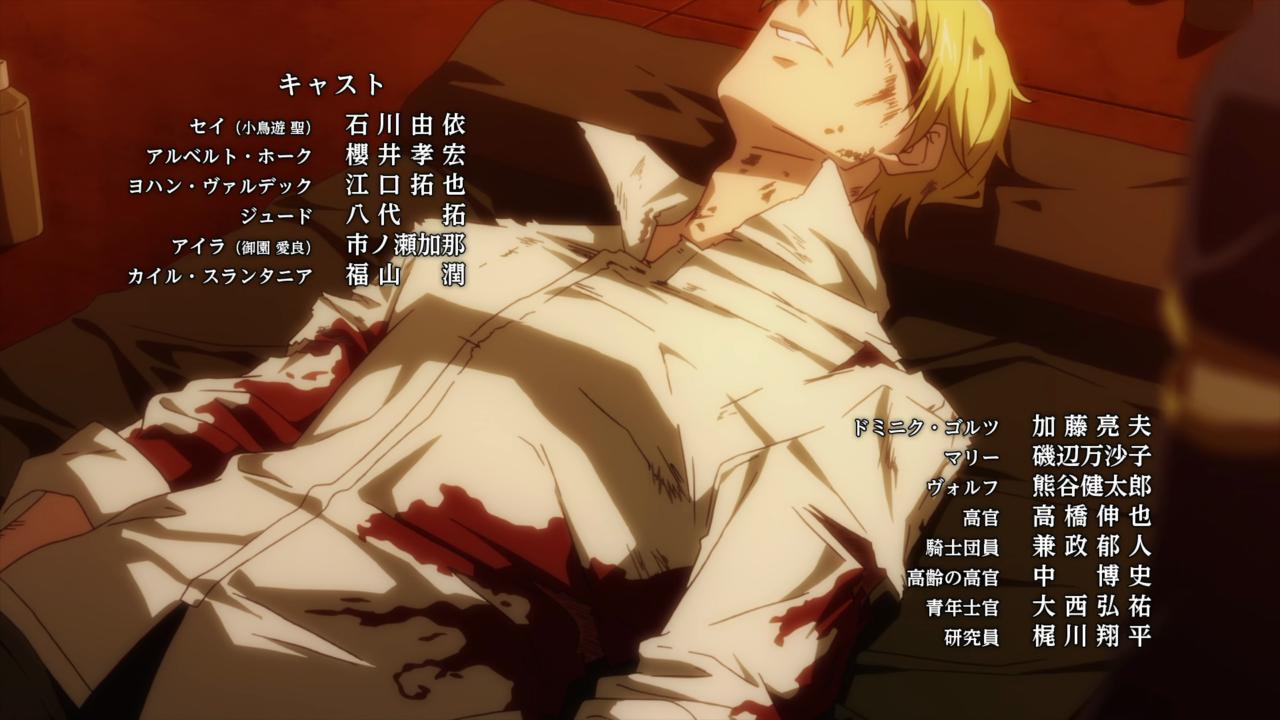 キャスト
セイ（小鳥遊 聖） 石川由依
アルベルト・ホーク 櫻井孝宏
ヨハン・ヴァルデック 江口拓也
ジュード 八代 拓
アイラ（御園 愛良） 市ノ瀬加那
カイル・スランタニア 福山 潤
ドミニク・ゴルツ 加藤亮夫
マリー 磯辺万沙子
ヴォルフ 熊谷健太郎
高官 高橋伸也
騎士団員 兼政郁人
高齢の高官 中 博史
青年士官 大西弘祐
研究員 梶川翔平